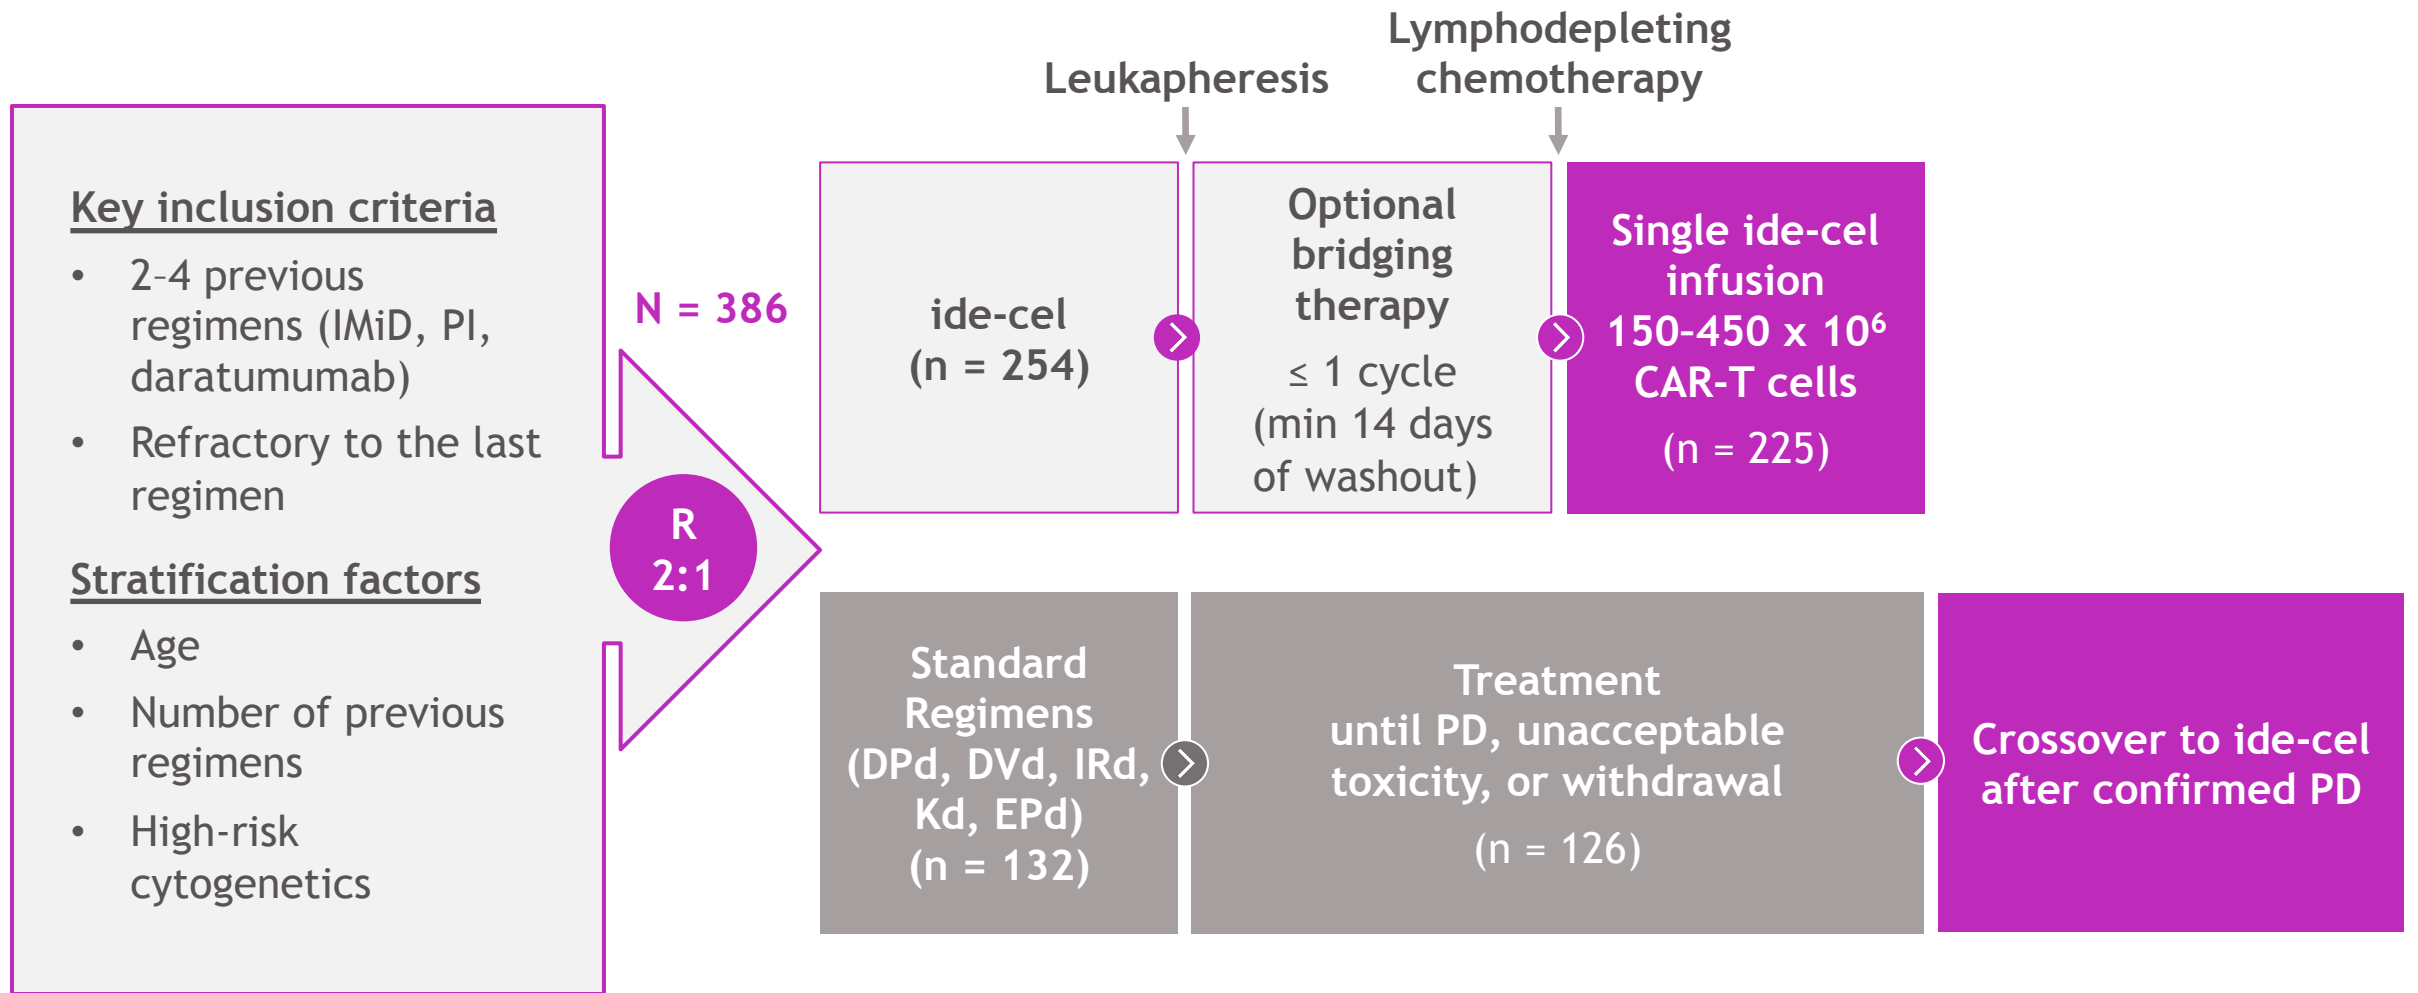 Key inclusion criteria
• 2–4 previous
regimens (IMiD, PI,
daratumumab)
• Refractory to the last
regimen
Stratification factors
• Age
• Number of previous
regimens
• High-risk
cytogenetics
N = 386
R
2:1
Leukapheresis
Lymphodepleting
chemotherapy
ide-cel
(n = 254)
Optional
bridging
therapy
≤ 1 cycle
(min 14 days
of washout)
Single ide-cel
infusion
150–450 x 10⁶
CAR-T cells
(n = 225)
Standard
Regimens
(DPd, DVd, IRd,
Kd, EPd)
(n = 132)
Treatment
until PD, unacceptable
toxicity, or withdrawal
(n = 126)
Crossover to ide-cel
after confirmed PD